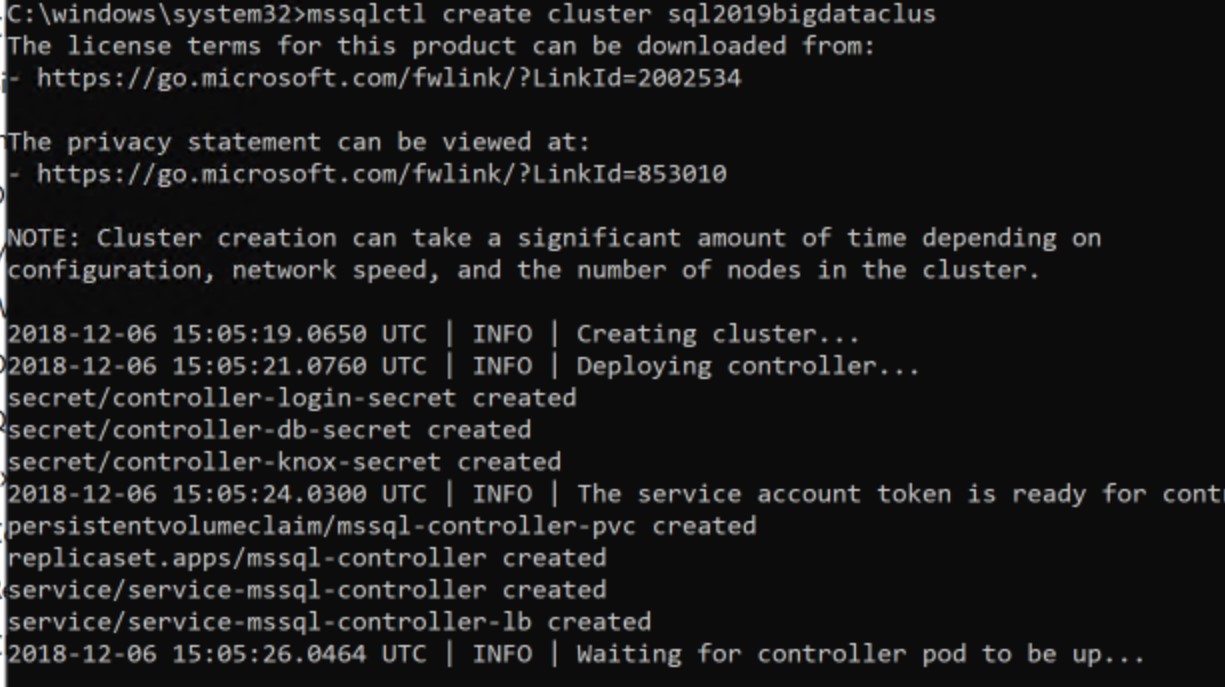 C:\windows\system32>mssqlctl create cluster sql2019bigdataclus
The license terms for this product can be downloaded from:
- https://go.microsoft.com/fwlink/?LinkId=2002534
The privacy statement can be viewed at:
- https://go.microsoft.com/fwlink/?LinkId=853010
NOTE: Cluster creation can take a significant amount of time depending on
configuration, network speed, and the number of nodes in the cluster.
2018-12-06 15:05:19.0650 UTC | INFO | Creating cluster...
2018-12-06 15:05:21.0760 UTC | INFO | Deploying controller...
secret/controller-login-secret created
secret/controller-db-secret created
secret/controller-knox-secret created
2018-12-06 15:05:24.0300 UTC | INFO | The service account token is ready for
persistentvolumeclaim/mssql-controller-pvc created
replicaset.apps/mssql-controller created
service/service-mssql-controller created
service/service-mssql-controller-lb created
2018-12-06 15:05:26.0464 UTC | INFO | Waiting for controller pod to be up...